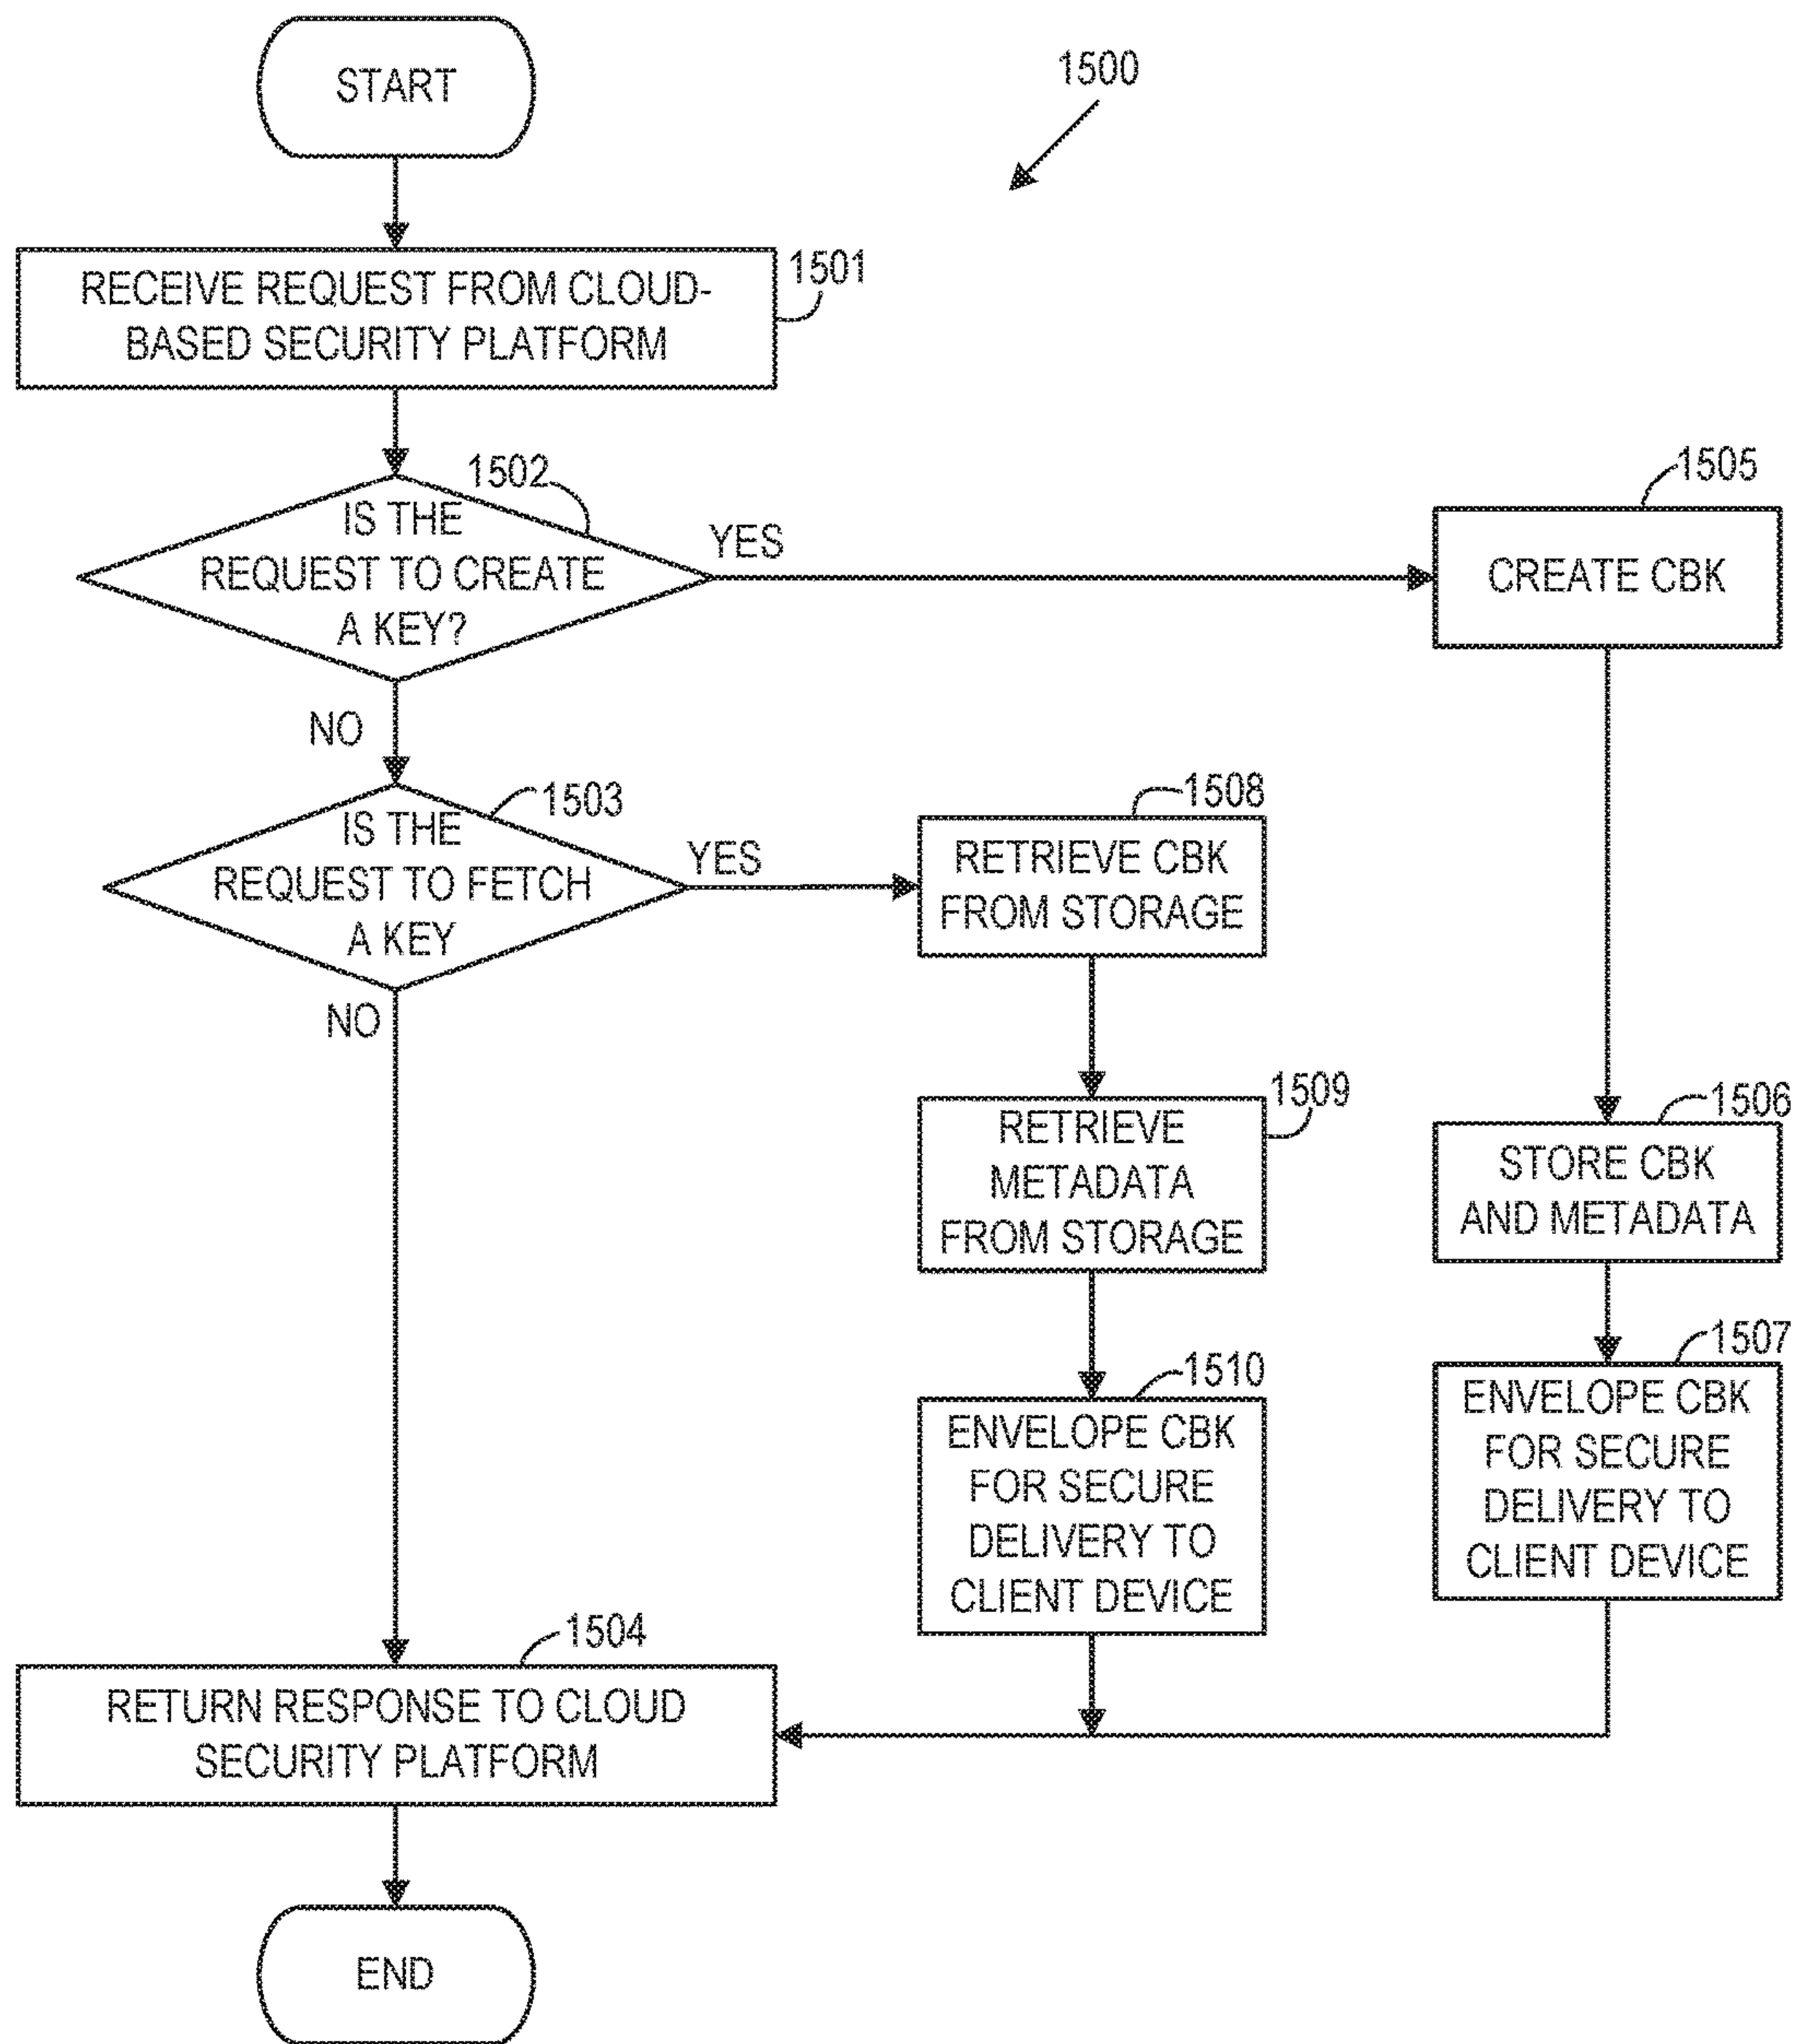 START
1500
RECEIVE REQUEST FROM CLOUD-
BASED SECURITY PLATFORM
1501
1502
IS THE
REQUEST TO CREATE
A KEY?
YES
NO
1505
CREATE CBK
1503
IS THE
REQUEST TO FETCH
A KEY
YES
NO
1508
RETRIEVE CBK
FROM STORAGE
1509
RETRIEVE
METADATA
FROM STORAGE
1506
STORE CBK
AND METADATA
1510
ENVELOPE CBK
FOR SECURE
DELIVERY TO
CLIENT DEVICE
1507
ENVELOPE CBK
FOR SECURE
DELIVERY TO
CLIENT DEVICE
1504
RETURN RESPONSE TO CLOUD
SECURITY PLATFORM
END